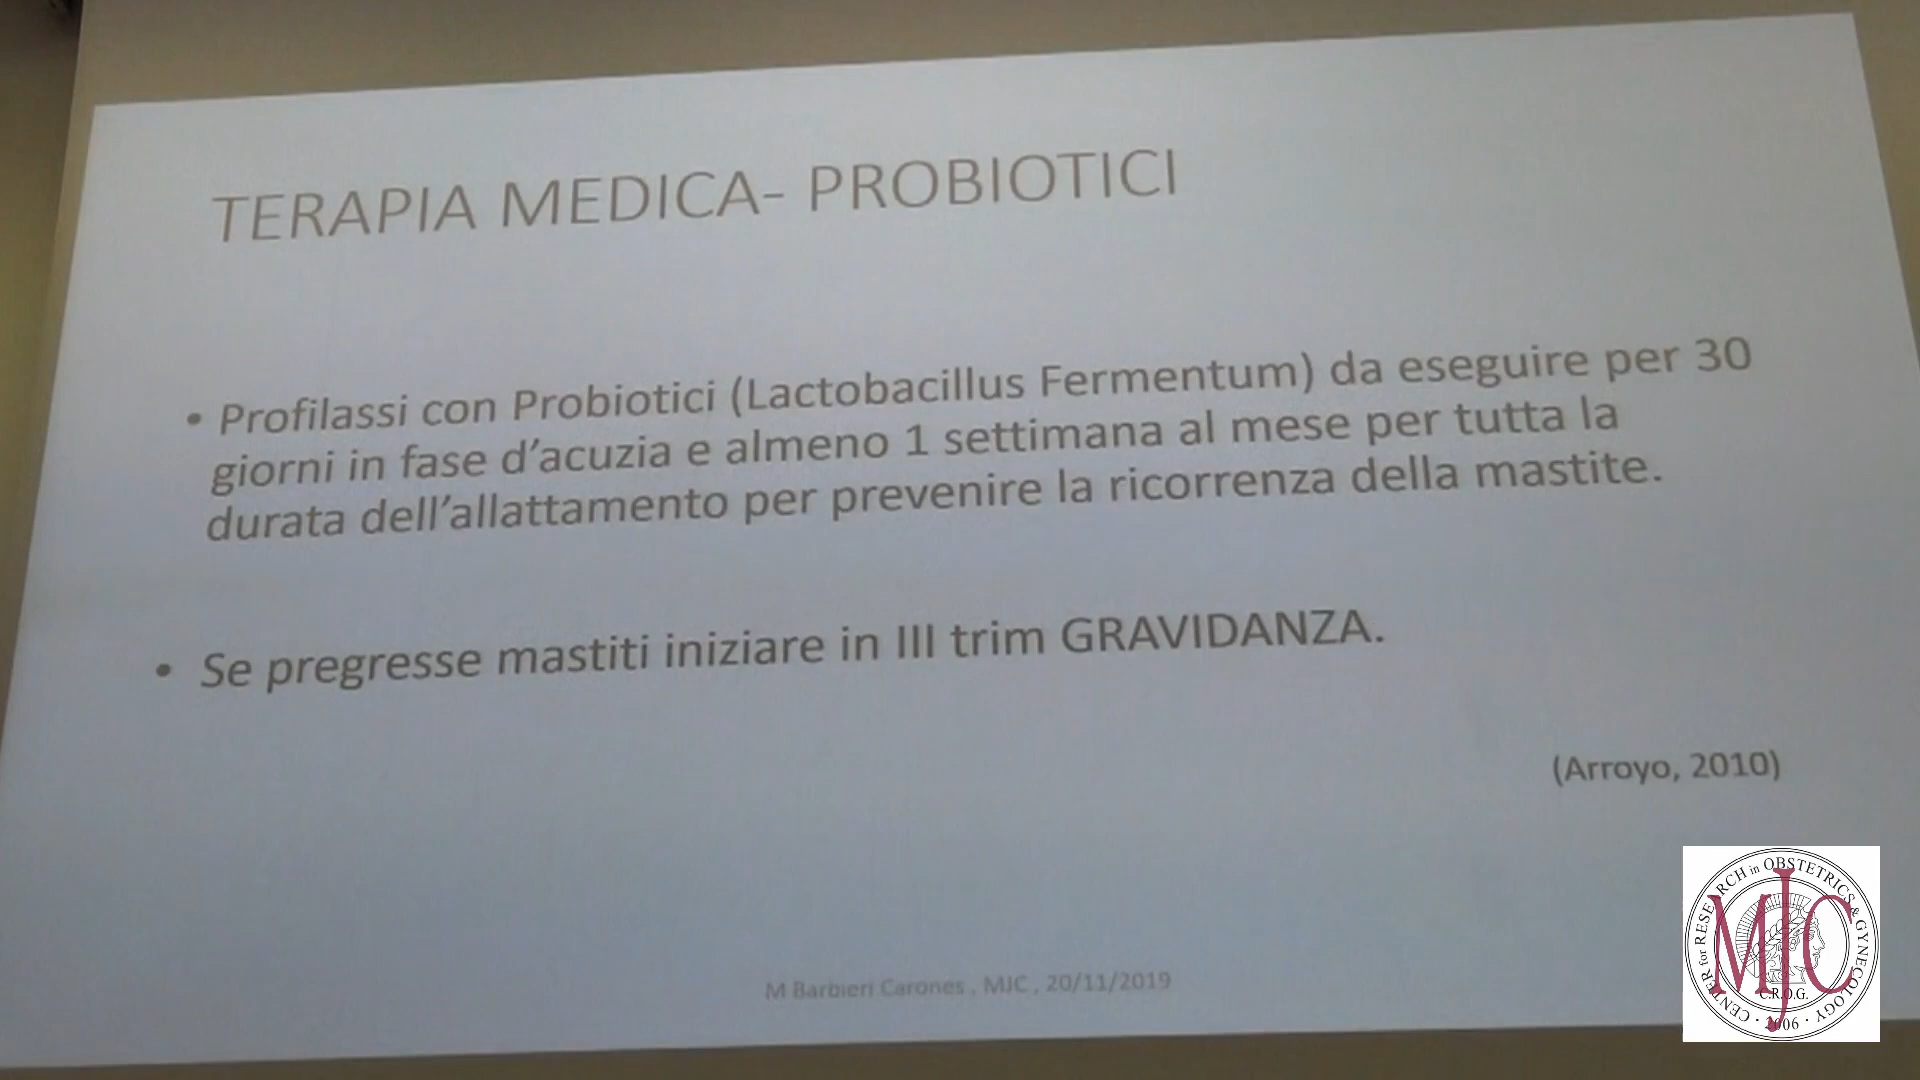 TERAPIA MEDICA- PROBIOTICI
• Profilassi con Probiotici (Lactobacillus Fermentum) da eseguire per 30
giorni in fase d’acuzia e almeno 1 settimana al mese per tutta la
durata dell’allattamento per prevenire la ricorrenza della mastite.
• Se pregresse mastiti iniziare in III trim GRAVIDANZA.
(Arroyo, 2010)
M Barbieri Carones , MJC , 20/11/2019
CENTER for RESEARCH in OBSTETRICS & GYNECOLOGY
MJC
C.R.O.G.
· 2006 ·